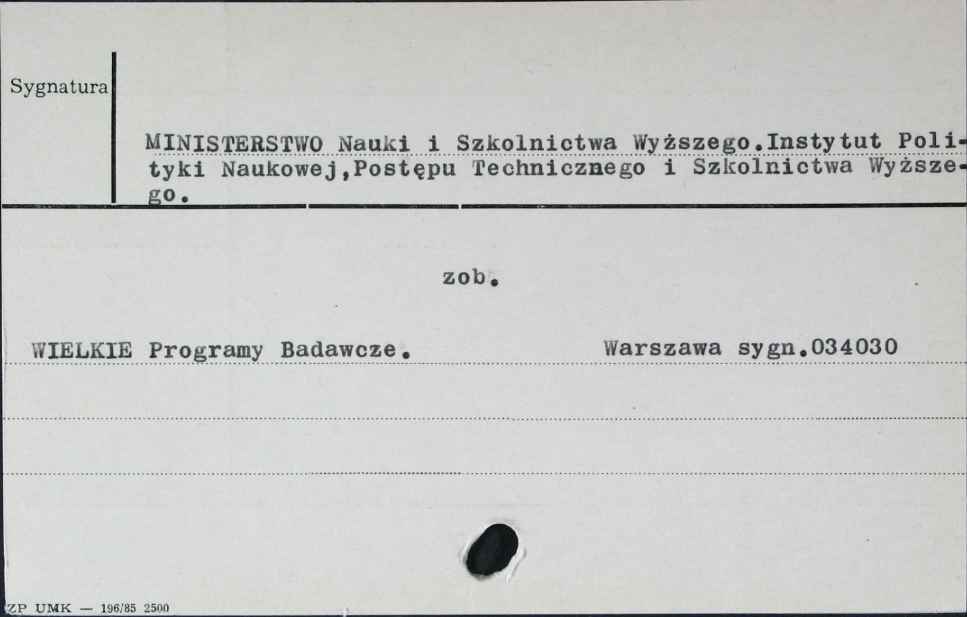 Sygnatura
MINISTERSTWO Nauki i Szkolnictwa Wyższego.Instytut Poli-
tyki Naukowej,Postępu Technicznego i Szkolnictwa Wyższe-
go.
zob.
WIELKIE Programy Badawcze. Warszawa sygn.034030
ZP UMK — 196/85 2500